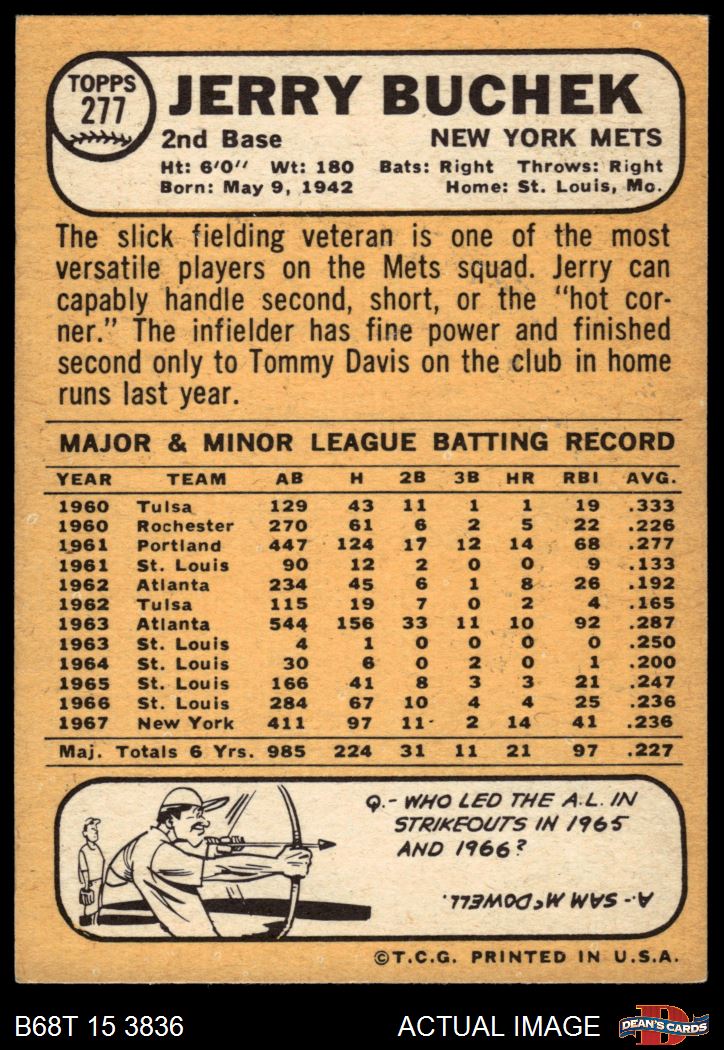 TOPPS
277
JERRY BUCHEK
2nd Base NEW YORK METS
Ht: 6'0" Wt: 180 Bats: Right Throws: Right
Born: May 9, 1942 Home: St. Louis, Mo.
The slick fielding veteran is one of the most
versatile players on the Mets squad. Jerry can
capably handle second, short, or the "hot cor-
ner." The infielder has fine power and finished
second only to Tommy Davis on the club in home
runs last year.
MAJOR & MINOR LEAGUE BATTING RECORD
YEAR TEAM AB H 2B 3B HR RBI AVG.
1960 Tulsa 129 43 11 1 1 19 .333
1960 Rochester 270 61 6 2 5 22 .226
1961 Portland 447 124 17 12 14 68 .277
1961 St. Louis 90 12 2 0 0 9 .133
1962 Atlanta 234 45 6 1 8 26 .192
1962 Tulsa 115 19 7 0 2 4 .165
1963 Atlanta 544 156 33 11 10 92 .287
1963 St. Louis 4 1 0 0 0 0 .250
1964 St. Louis 30 6 0 2 0 1 .200
1965 St. Louis 166 41 8 3 3 21 .247
1966 St. Louis 284 67 10 4 4 25 .236
1967 New York 411 97 11 2 14 41 .236
Maj. Totals 6 Yrs. 985 224 31 11 21 97 .227
Q.- WHO LED THE A.L. IN
STRIKEOUTS IN 1965
AND 1966?
A.- SAM McDOWELL.
©T.C.G. PRINTED IN U.S.A.
B68T 15 3836 ACTUAL IMAGE DEAN'S CARDS